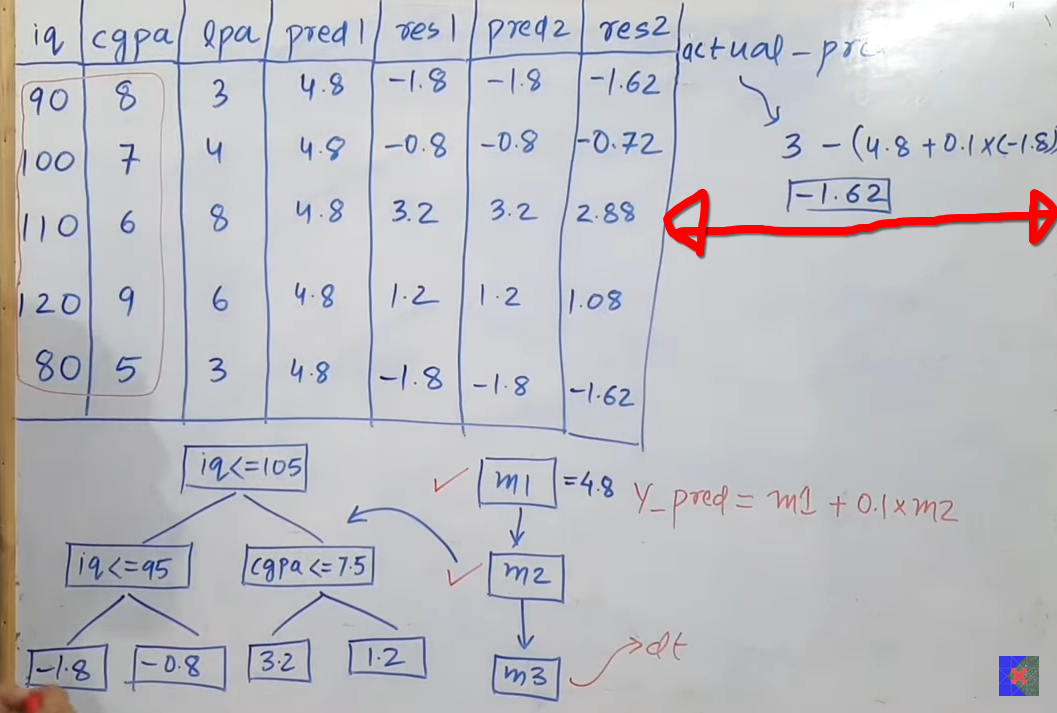 iq cgpa lpa pred1 res1 pred2 res2
90 8 3 4.8 -1.8 -1.8 -1.62
100 7 4 4.8 -0.8 -0.8 -0.72
110 6 8 4.8 3.2 3.2 2.88
120 9 6 4.8 1.2 1.2 1.08
80 5 3 4.8 -1.8 -1.8 -1.62
actual - pre
3 - (4.8 + 0.1 x (-1.8)
-1.62
iq<=105
iq<=95 cgpa<=7.5
-1.8 -0.8 3.2 1.2
m1 = 4.8
Y_pred = m1 + 0.1 x m2
m2
m3
dt